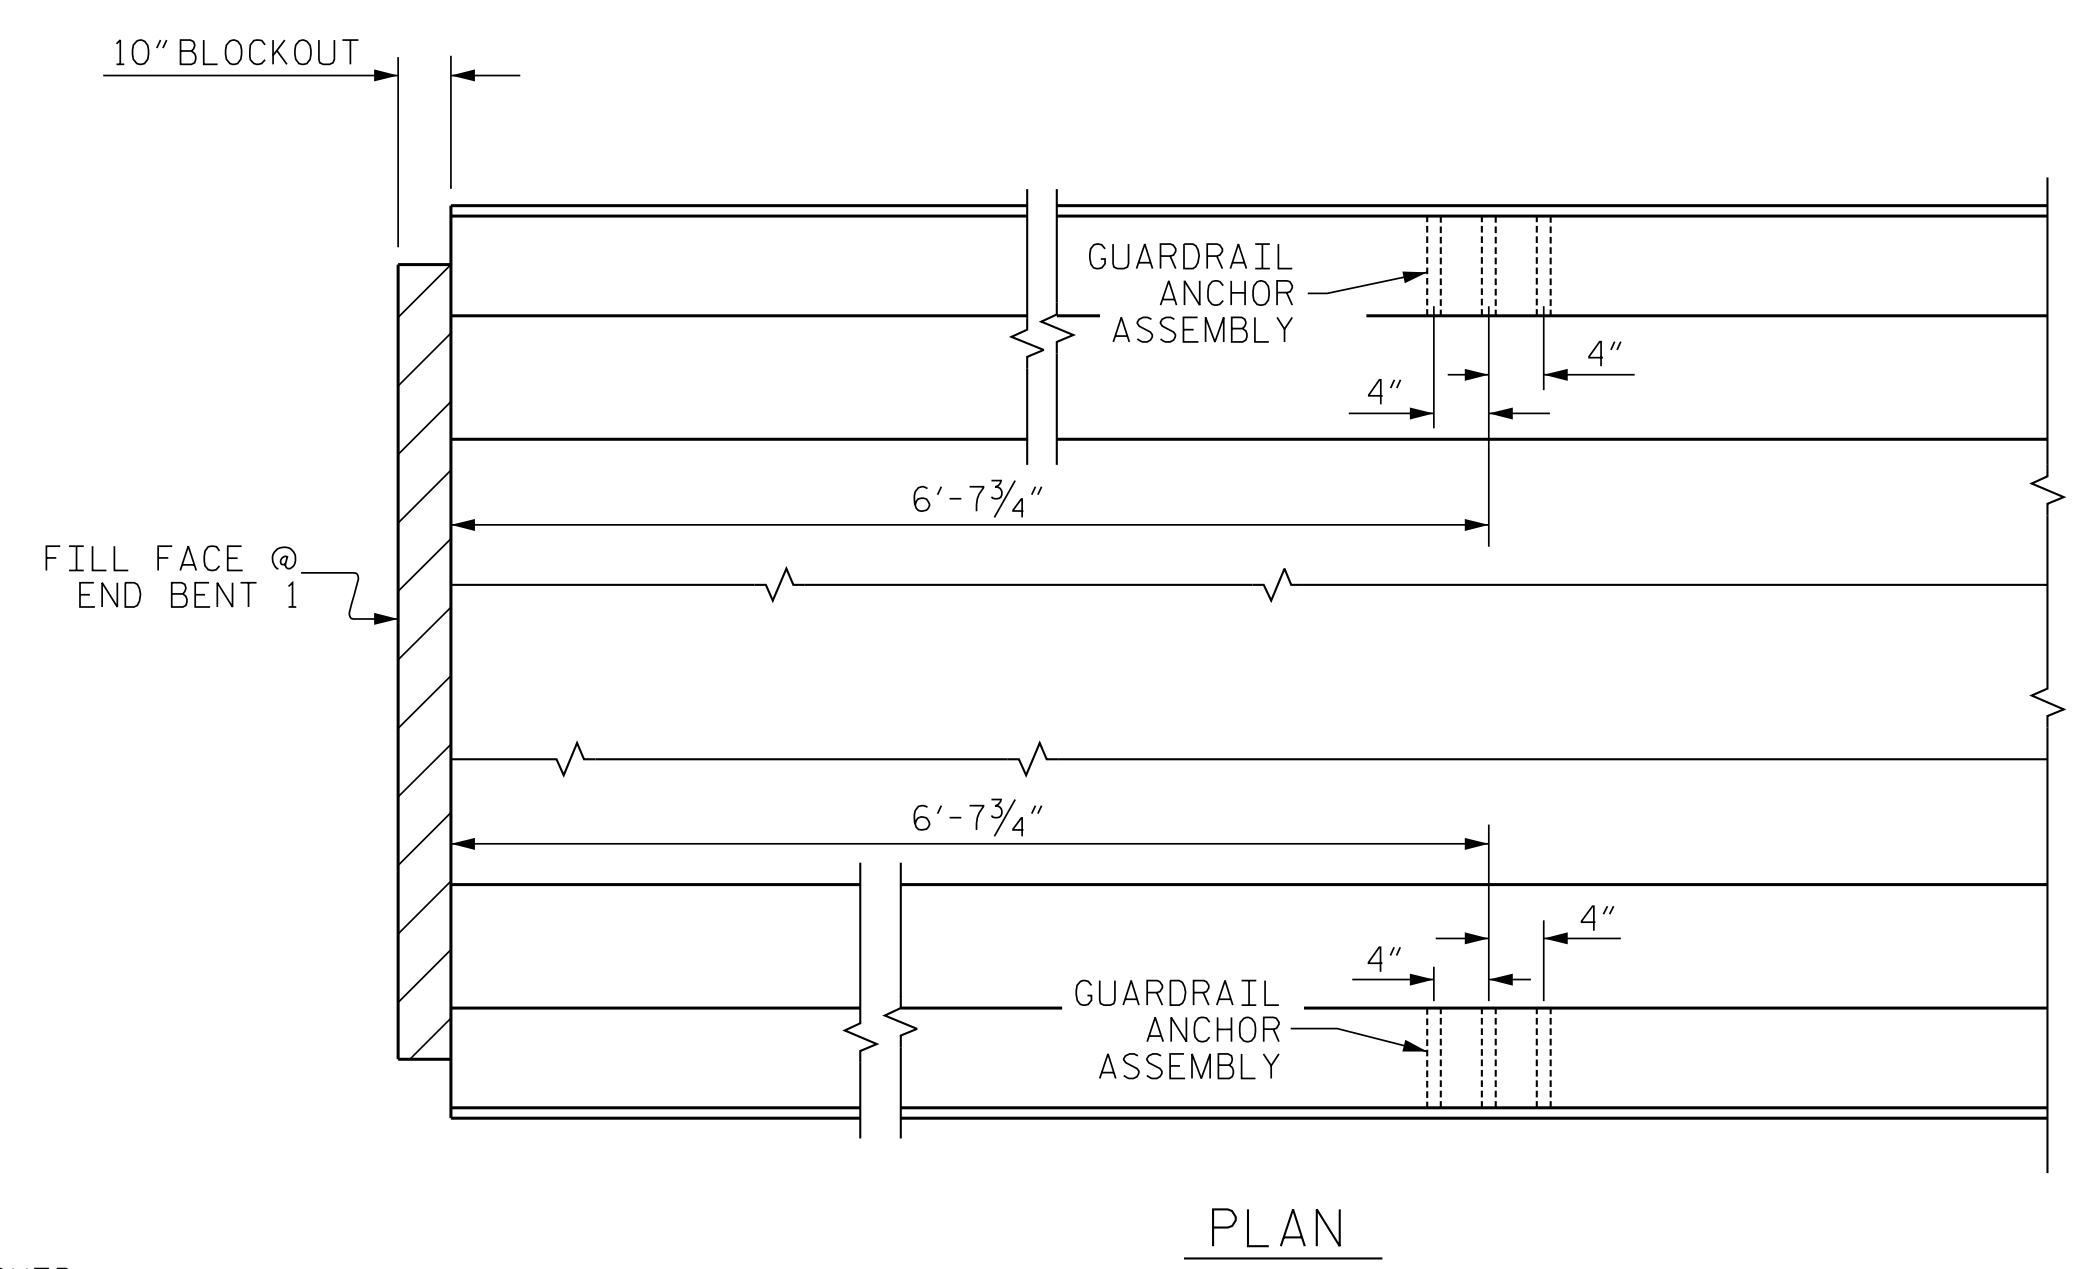 10" BLOCKOUT
GUARDRAIL
ANCHOR
ASSEMBLY
4"
4"
6'-7¾"
FILL FACE @
END BENT 1
6'-7¾"
4"
4"
GUARDRAIL
ANCHOR
ASSEMBLY
PLAN